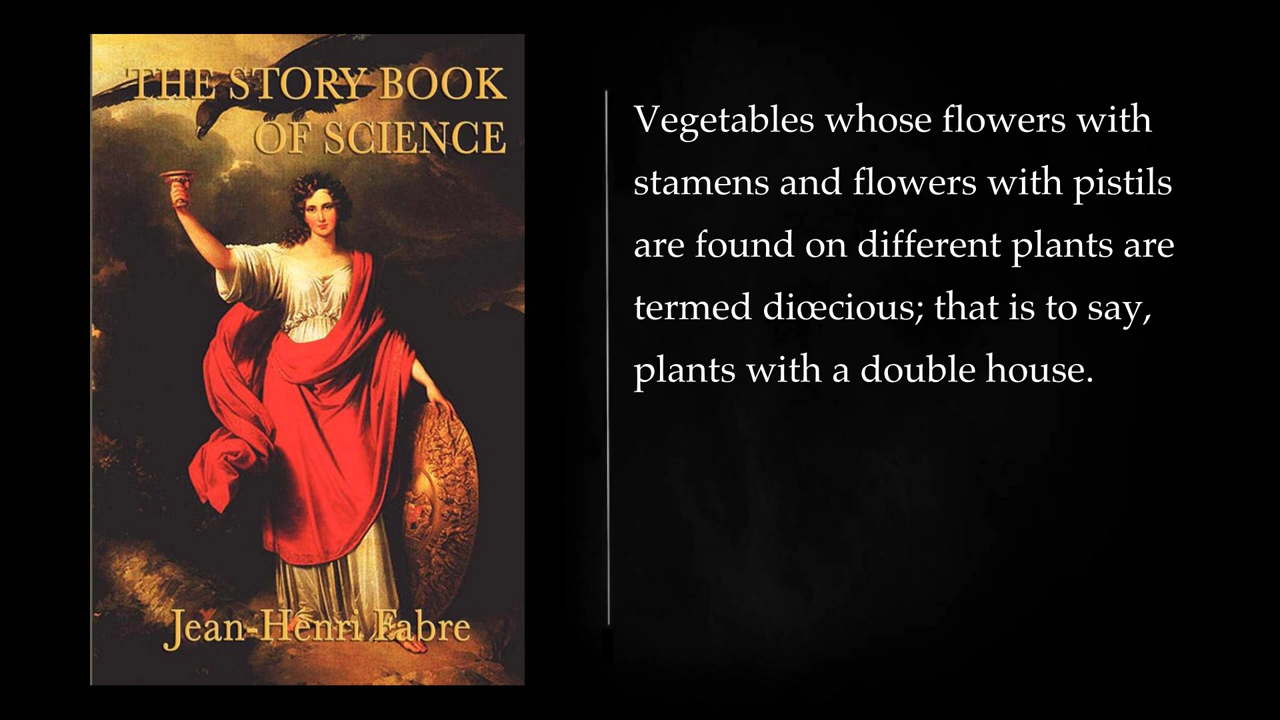 THE STORY BOOK
OF SCIENCE
Jean-Henri Fabre
Vegetables whose flowers with
stamens and flowers with pistils
are found on different plants are
termed diœcious; that is to say,
plants with a double house.